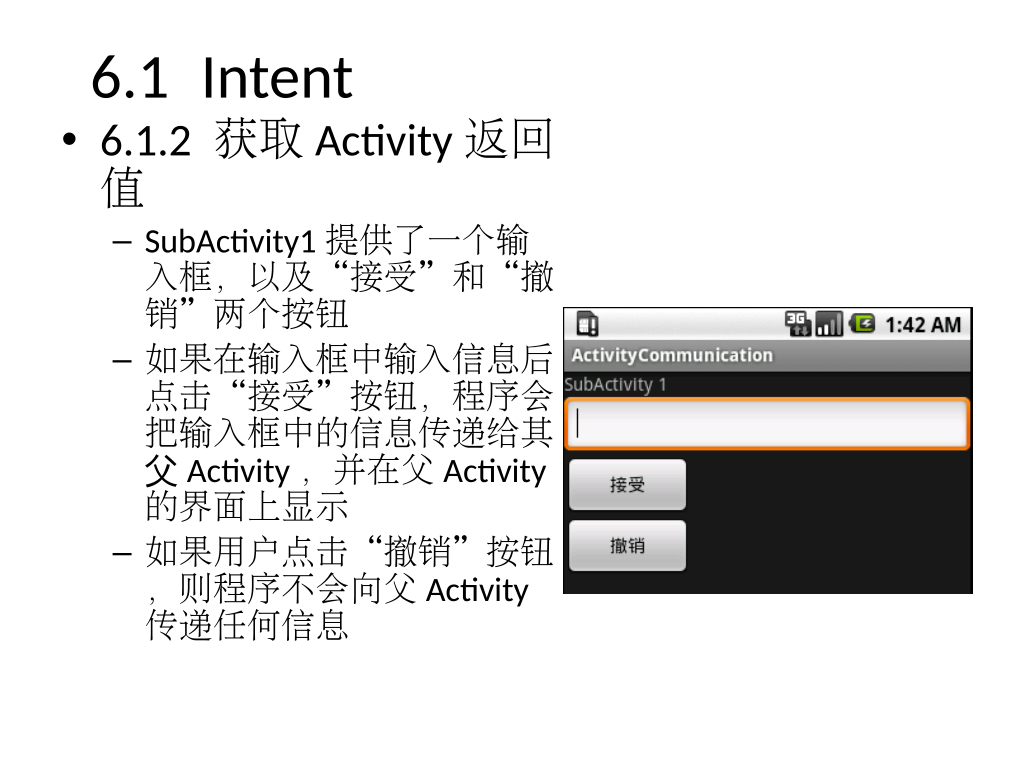 6.1 Intent
• 6.1.2 获取 Activity 返回
值
– SubActivity1 提供了一个输
入框，以及“接受”和“撤
销”两个按钮
– 如果在输入框中输入信息后
点击“接受”按钮，程序会
把输入框中的信息传递给其
父 Activity ，并在父 Activity
的界面上显示
– 如果用户点击“撤销”按钮
，则程序不会向父 Activity
传递任何信息
3G 1:42 AM
ActivityCommunication
SubActivity 1
接受
撤销